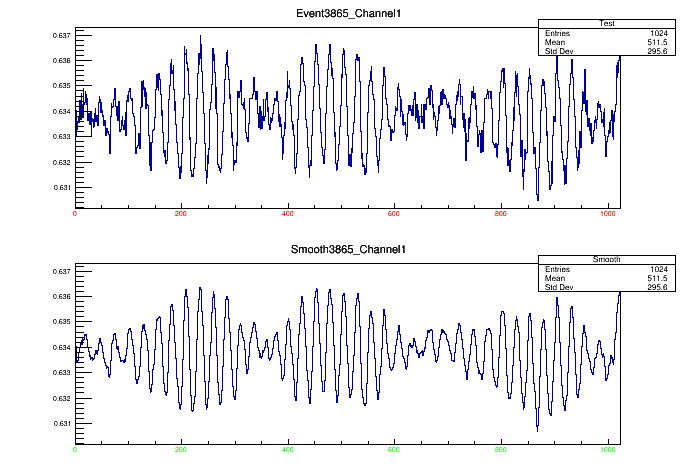 Event3865_Channel1
Test
Entries 1024
Mean 511.5
Std Dev 295.6
0.637
0.636
0.635
0.634
0.633
0.632
0.631
0 200 400 600 800 1000
Smooth3865_Channel1
Smooth
Entries 1024
Mean 511.5
Std Dev 295.6
0.637
0.636
0.635
0.634
0.633
0.632
0.631
0 200 400 600 800 1000